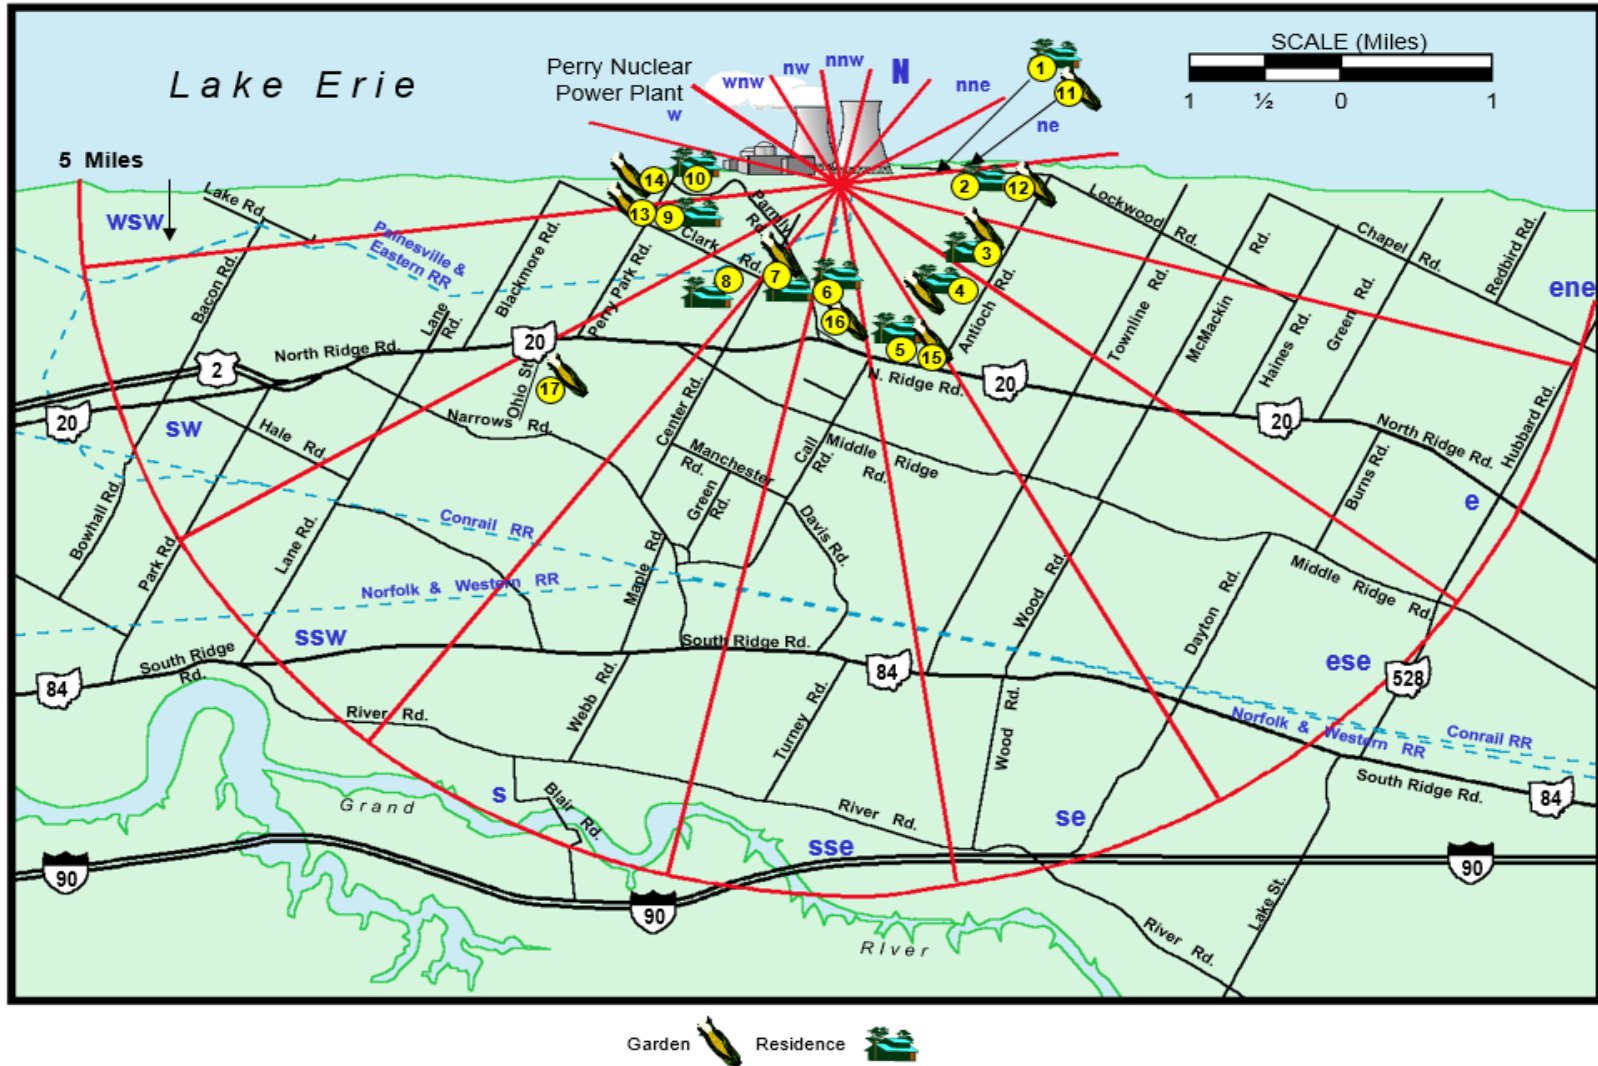 Lake Erie
Perry Nuclear
Power Plant
SCALE (Miles)
1 ½ 0 1
w
wnw
nw
nnw
N
nne
ne
ene
e
ese
se
sse
s
ssw
sw
wsw
5 Miles
1
11
2
12
3
4
5
15
6
16
7
8
9
13
14
10
17
Lake Rd.
Painesville &
Eastern RR
Bacon Rd.
Blackmore Rd.
Perry Park Rd.
Lane
Rd.
Parmly
Rd.
Clark
Rd.
Antioch Rd.
Lockwood Rd.
Chapel Rd.
Redbird Rd.
Townline Rd.
McMackin
Rd.
Haines Rd.
Green Rd.
Hubbard Rd.
Burns Rd.
North Ridge Rd.
2
20
20
Ohio St.
Narrows Rd.
Center Rd.
N. Ridge Rd.
20
20
North Ridge Rd.
Hale Rd.
Manchester
Rd.
Green
Rd.
Call
Rd.
Middle Ridge
Rd.
Davis Rd.
Bowhall Rd.
Park Rd.
Lane Rd.
Conrail RR
Norfolk & Western RR
Maple Rd.
Wood Rd.
Dayton Rd.
Middle Ridge Rd.
South Ridge
Rd.
84
South Ridge Rd.
84
528
Norfolk & Western RR
Conrail RR
South Ridge Rd.
84
River Rd.
Webb Rd.
Turney Rd.
Wood Rd.
Grand
Blair Rd.
River Rd.
90
90
90
RIver
River Rd.
Lake St.
Garden
Residence